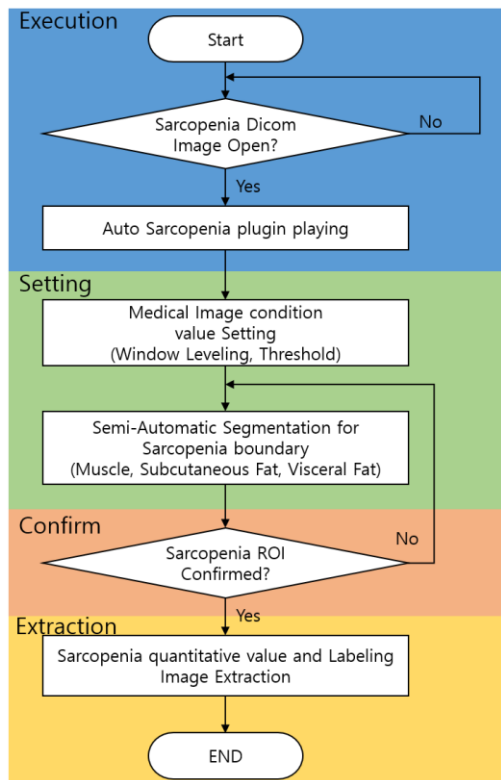 Execution
Start
Sarcopenia Dicom
Image Open?
No
Yes
Auto Sarcopenia plugin playing
Setting
Medical Image condition
value Setting
(Window Leveling, Threshold)
Semi-Automatic Segmentation for
Sarcopenia boundary
(Muscle, Subcutaneous Fat, Visceral Fat)
Confirm
No
Sarcopenia ROI
Confirmed?
Yes
Extraction
Sarcopenia quantitative value and Labeling
Image Extraction
END